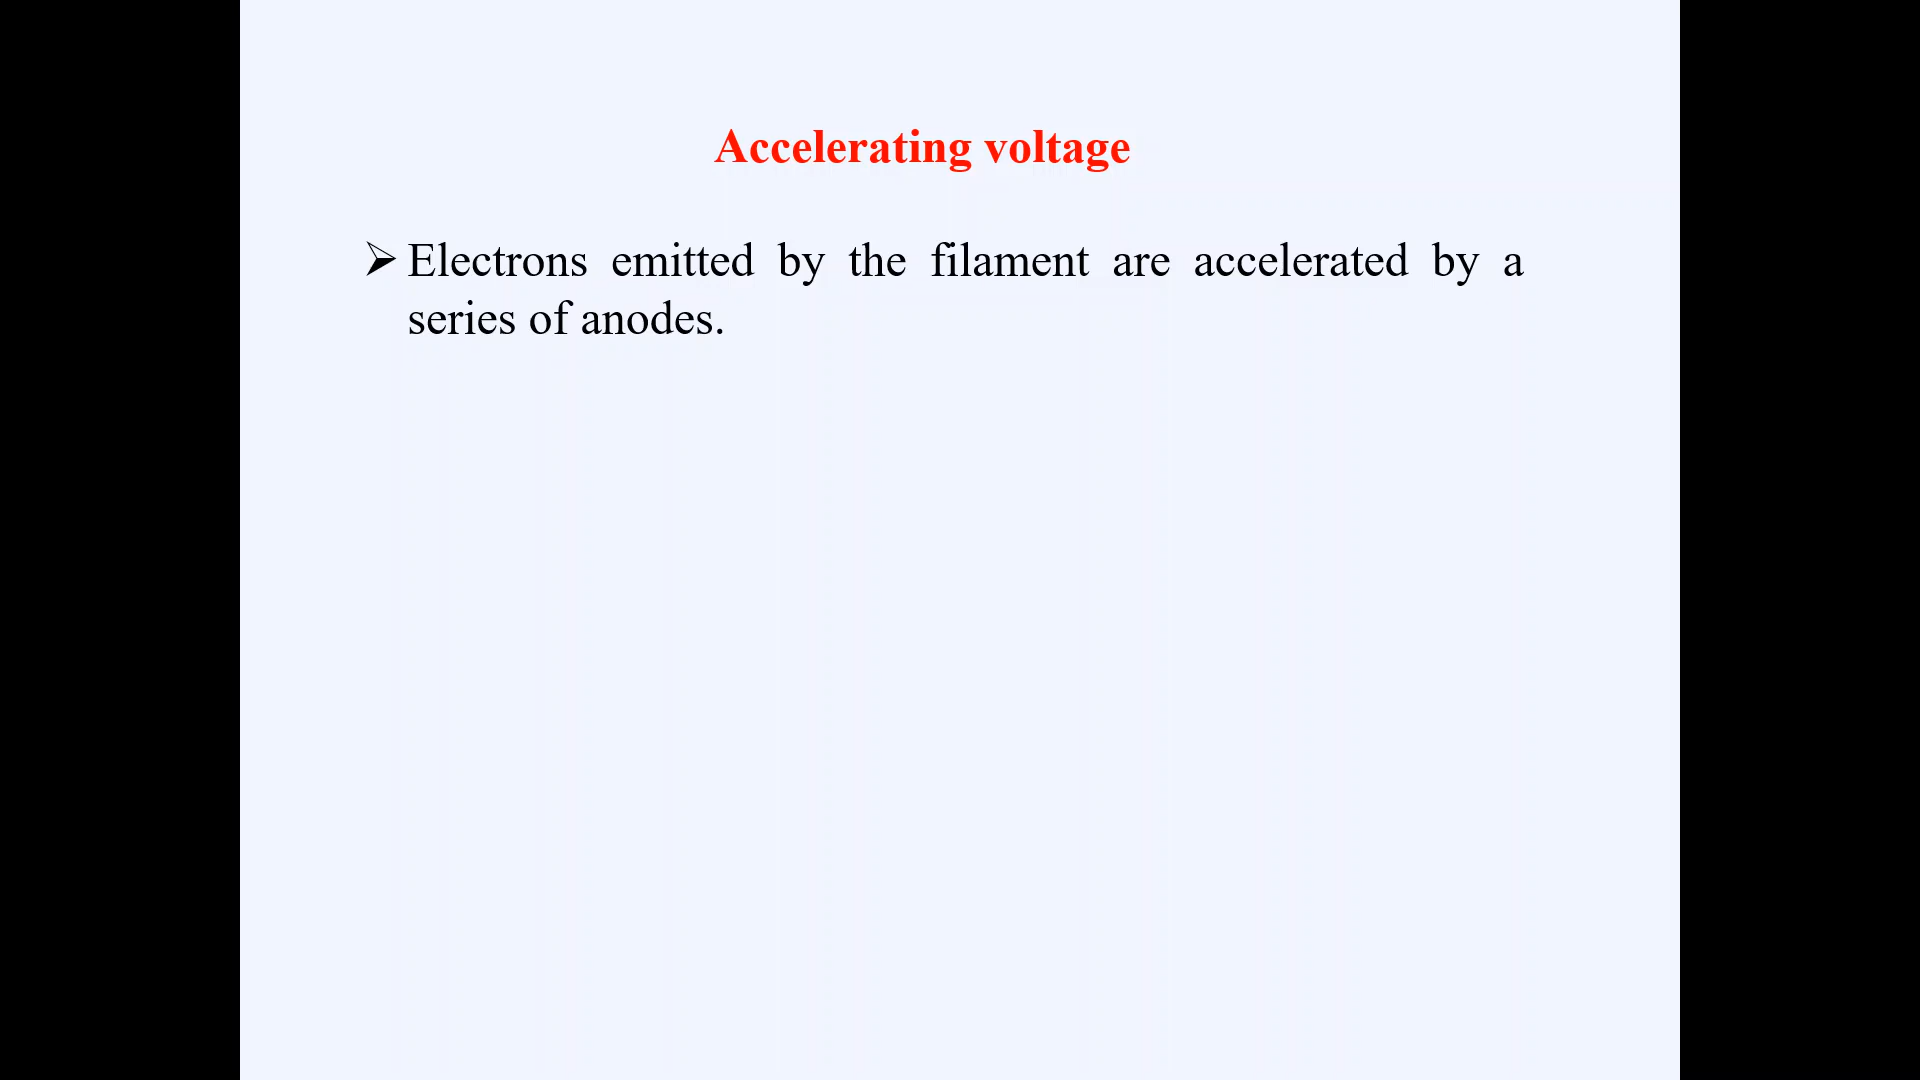 Accelerating voltage
➢ Electrons emitted by the filament are accelerated by a
series of anodes.